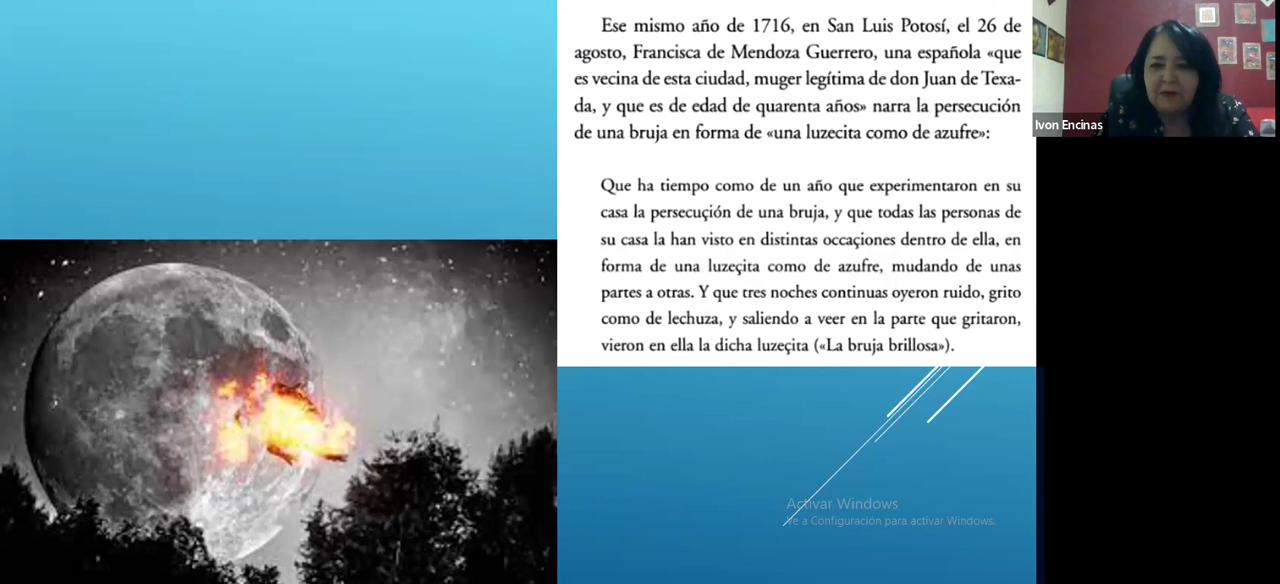 Ese mismo año de 1716, en San Luis Potosí, el 26 de
agosto, Francisca de Mendoza Guerrero, una española «que
es vecina de esta ciudad, muger legítima de don Juan de Texa-
da, y que es de edad de quarenta años» narra la persecución
de una bruja en forma de «una luzecita como de azufre»:
Que ha tiempo como de un año que experimentaron en su
casa la persecuçión de una bruja, y que todas las personas de
su casa la han visto en distintas occaçiones dentro de ella, en
forma de una luzeçita como de azufre, mudando de unas
partes a otras. Y que tres noches continuas oyeron ruido, grito
como de lechuza, y saliendo a veer en la parte que gritaron,
vieron en ella la dicha luzeçita («La bruja brillosa»).
Ivon Encinas
Activar Windows
Ve a Configuración para activar Windows.